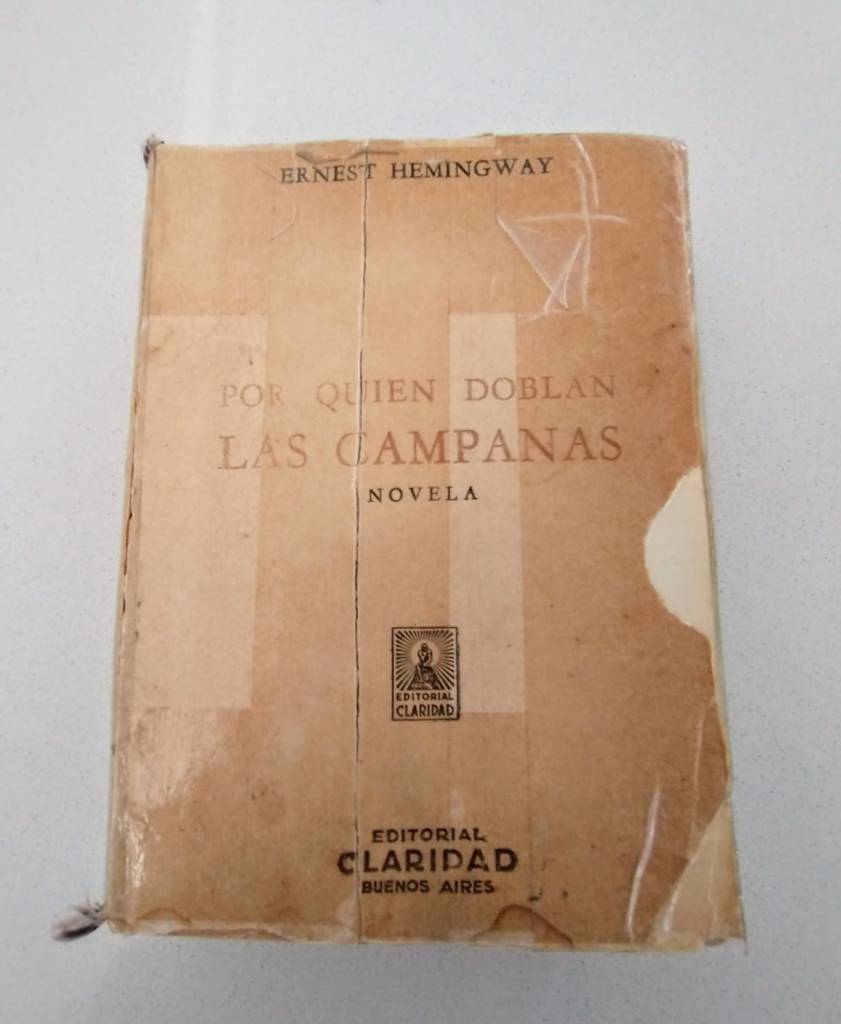 ERNEST HEMINGWAY
POR QUIEN DOBLAN
LAS CAMPANAS
NOVELA
EDITORIAL
CLARIDAD
EDITORIAL
CLARIDAD
BUENOS AIRES